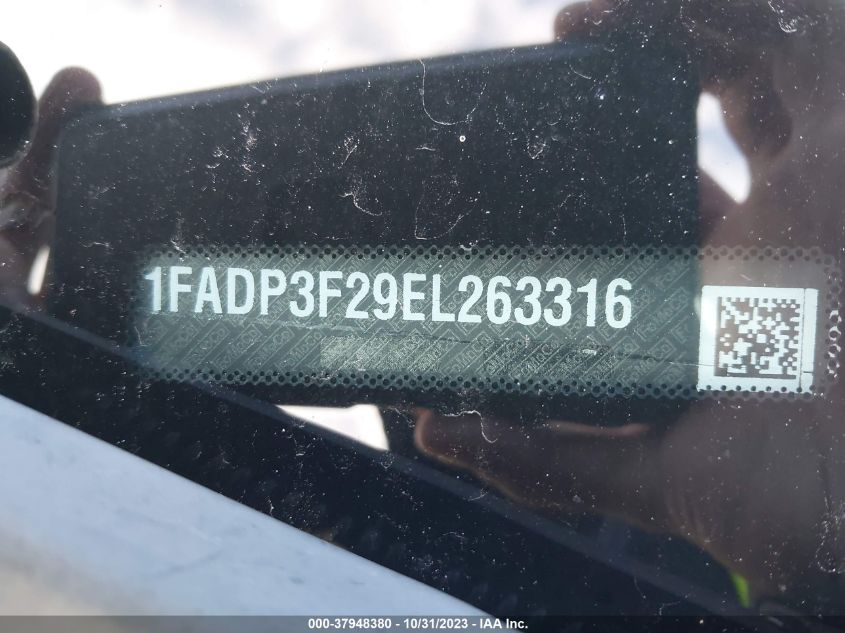 1FADP3F29EL263316
000-37948380 - 10/31/2023 - IAA Inc.